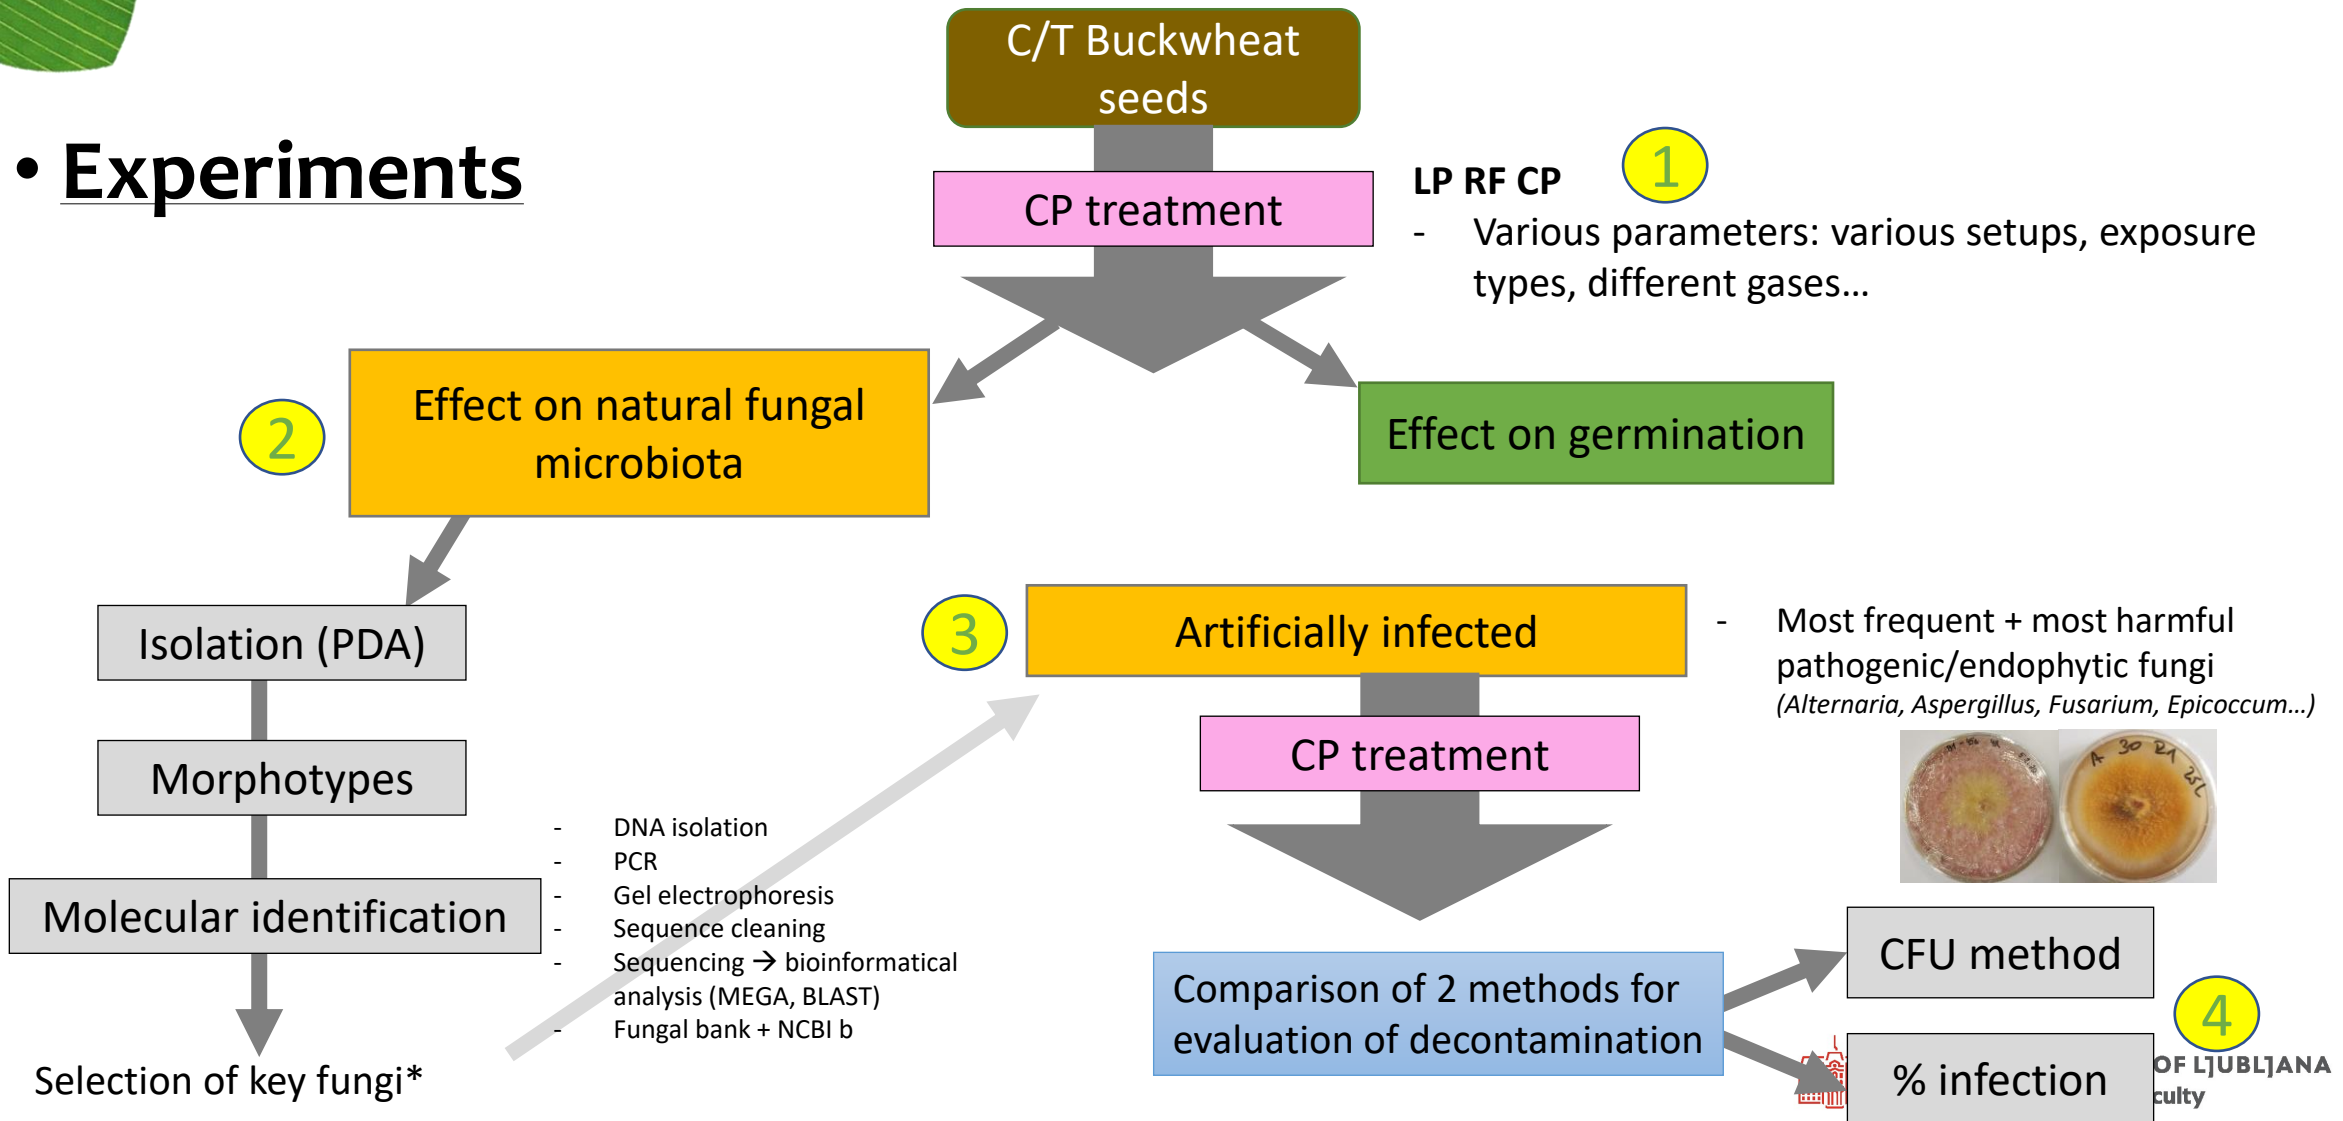 C/T Buckwheat
seeds
• Experiments
CP treatment
LP RF CP
1
- Various parameters: various setups, exposure
types, different gases…
2
Effect on natural fungal
microbiota
Effect on germination
Isolation (PDA)
Morphotypes
Molecular identification
Selection of key fungi*
- DNA isolation
- PCR
- Gel electrophoresis
- Sequence cleaning
- Sequencing → bioinformatical
analysis (MEGA, BLAST)
- Fungal bank + NCBI b
3
Artificially infected
- Most frequent + most harmful
pathogenic/endophytic fungi
(Alternaria, Aspergillus, Fusarium, Epicoccum…)
A 30 R1
CP treatment
Comparison of 2 methods for
evaluation of decontamination
CFU method
4
% infection
OF LJUBLJANA
culty